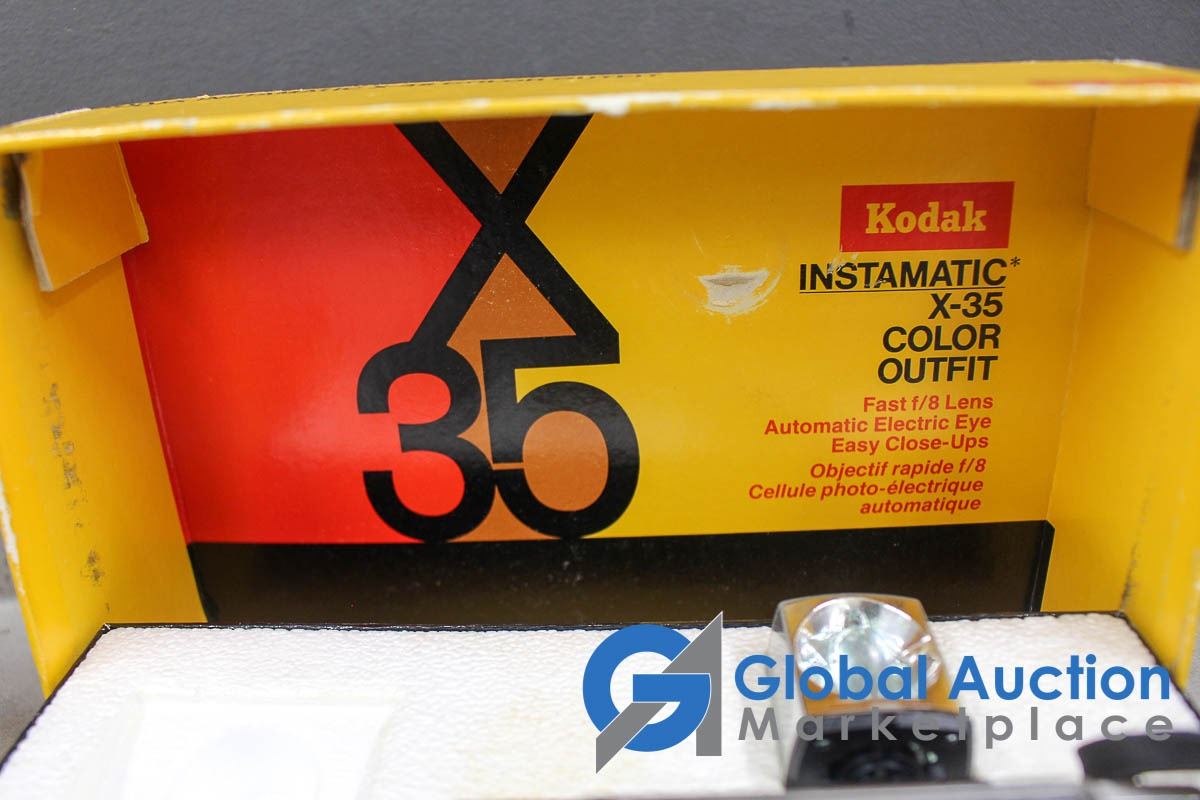 X
35
Kodak
INSTAMATIC*
X-35
COLOR
OUTFIT
Fast f/8 Lens
Automatic Electric Eye
Easy Close-Ups
Objectif rapide f/8
Cellule photo-électrique
automatique
GA Global Auction
Marketplace